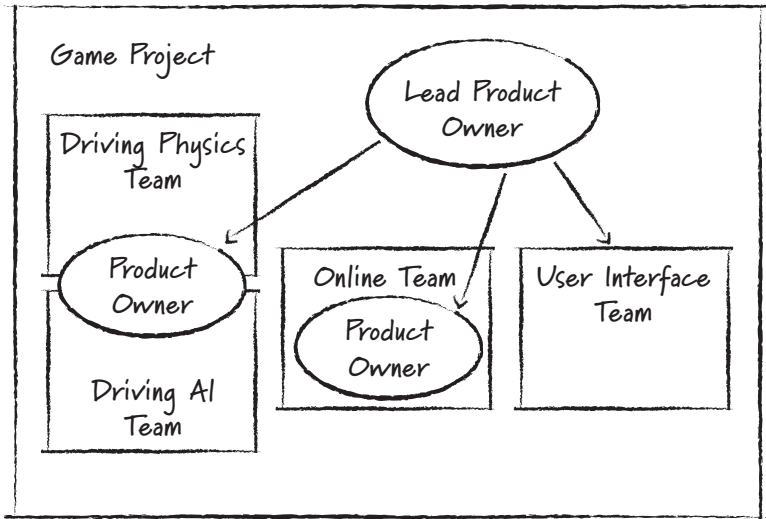 Game Project
Lead Product
Owner
Driving Physics
Team
Product
Owner
Driving AI
Team
Online Team
Product
Owner
User Interface
Team